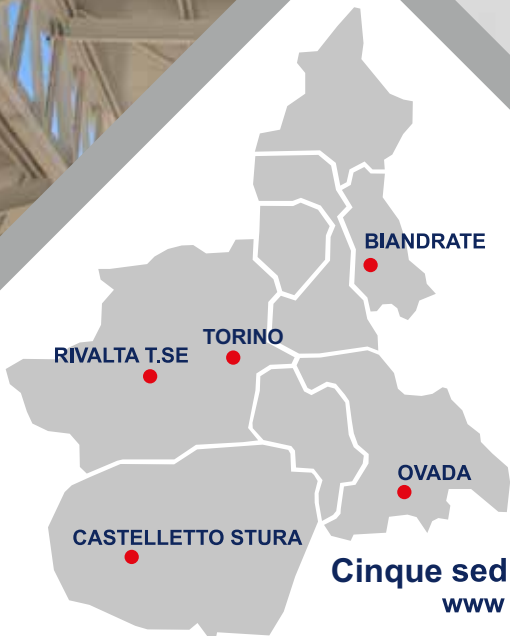 BIANDRATE
TORINO
RIVALTA T.SE
OVADA
CASTELLETTO STURA
Cinque sed
www